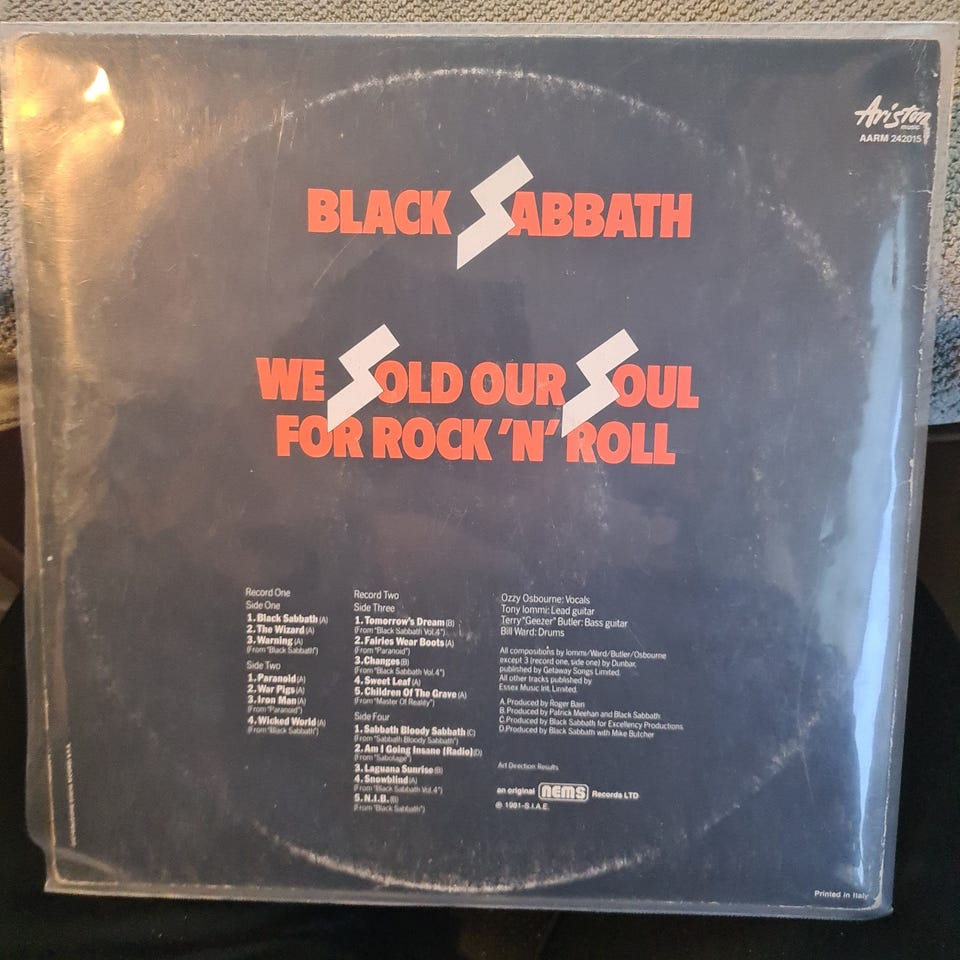 Ariston
music
AARM 242015
BLACK SABBATH
WE SOLD OUR SOUL
FOR ROCK 'N' ROLL
Record One
Side One
1. Black Sabbath (A)
2. The Wizard (A)
3. Warning (A)
(From "Black Sabbath")
Side Two
1. Paranoid (A)
2. War Pigs (A)
3. Iron Man (A)
(From "Paranoid")
4. Wicked World (A)
(From "Black Sabbath")
Record Two
Side Three
1. Tomorrow's Dream (B)
(From "Black Sabbath Vol. 4")
2. Fairies Wear Boots (A)
(From "Paranoid")
3. Changes (B)
(From "Black Sabbath Vol. 4")
4. Sweet Leaf (A)
5. Children Of The Grave (A)
(From "Master Of Reality")
Side Four
1. Sabbath Bloody Sabbath (C)
(From "Sabbath Bloody Sabbath")
2. Am I Going Insane (Radio) (D)
(From "Sabotage")
3. Laguana Sunrise (B)
4. Snowblind (A)
(From "Black Sabbath Vol. 4")
5. N.I.B. (B)
(From "Black Sabbath")
Ozzy Osbourne: Vocals
Tony Iommi: Lead guitar
Terry "Geezer" Butler: Bass guitar
Bill Ward: Drums
All compositions by Iommi/Ward/Butler/Osbourne
except 3 (record one, side one) by Dunbar,
published by Getaway Songs Limited.
All other tracks published by
Essex Music Int. Limited.
A. Produced by Roger Bain
B. Produced by Patrick Meehan and Black Sabbath
C. Produced by Black Sabbath for Excellency Productions
D. Produced by Black Sabbath with Mike Butcher
Art Direction Results
an original nems Records LTD
℗ 1981-S.I.A.E.
Printed in Italy